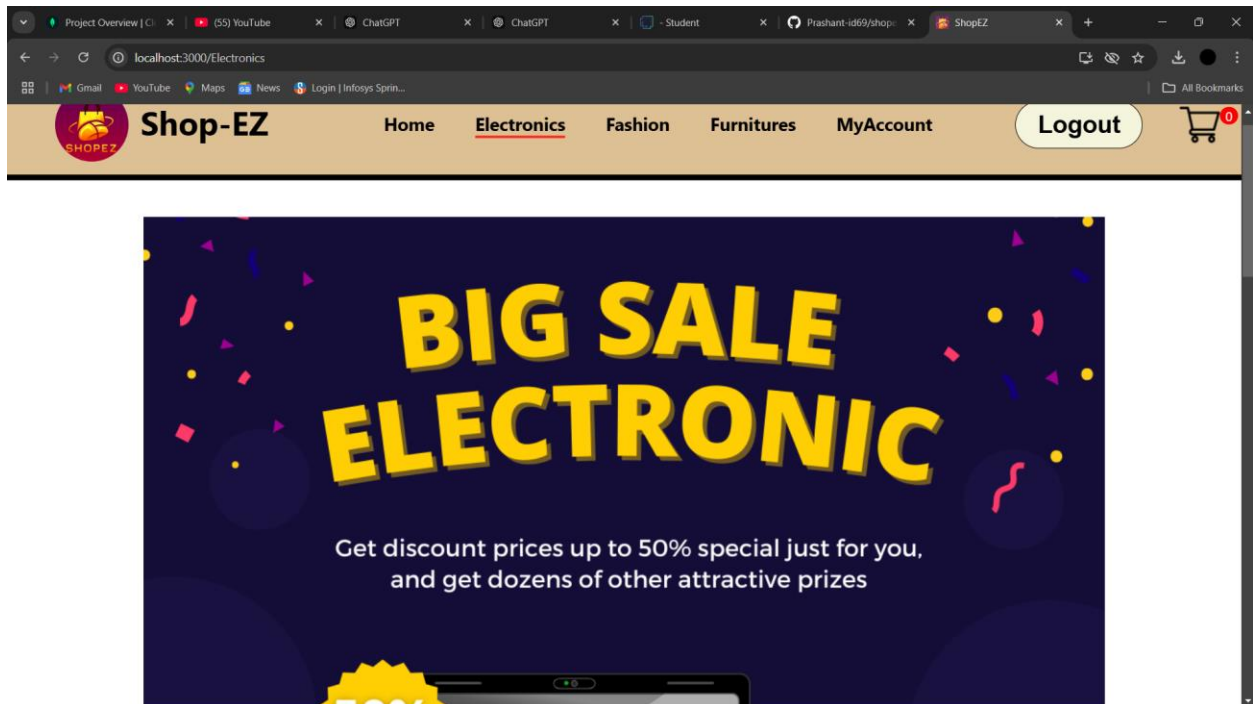 Project Overview | Cl
(55) YouTube
ChatGPT
ChatGPT
- Student
Prashant-id69/shope
ShopEZ
localhost:3000/Electronics
Gmail
YouTube
Maps
News
Login | Infosys Sprin...
All Bookmarks
SHOPEZ
Shop-EZ
Home
Electronics
Fashion
Furnitures
MyAccount
Logout
0
BIG SALE
ELECTRONIC
Get discount prices up to 50% special just for you,
and get dozens of other attractive prizes
50%